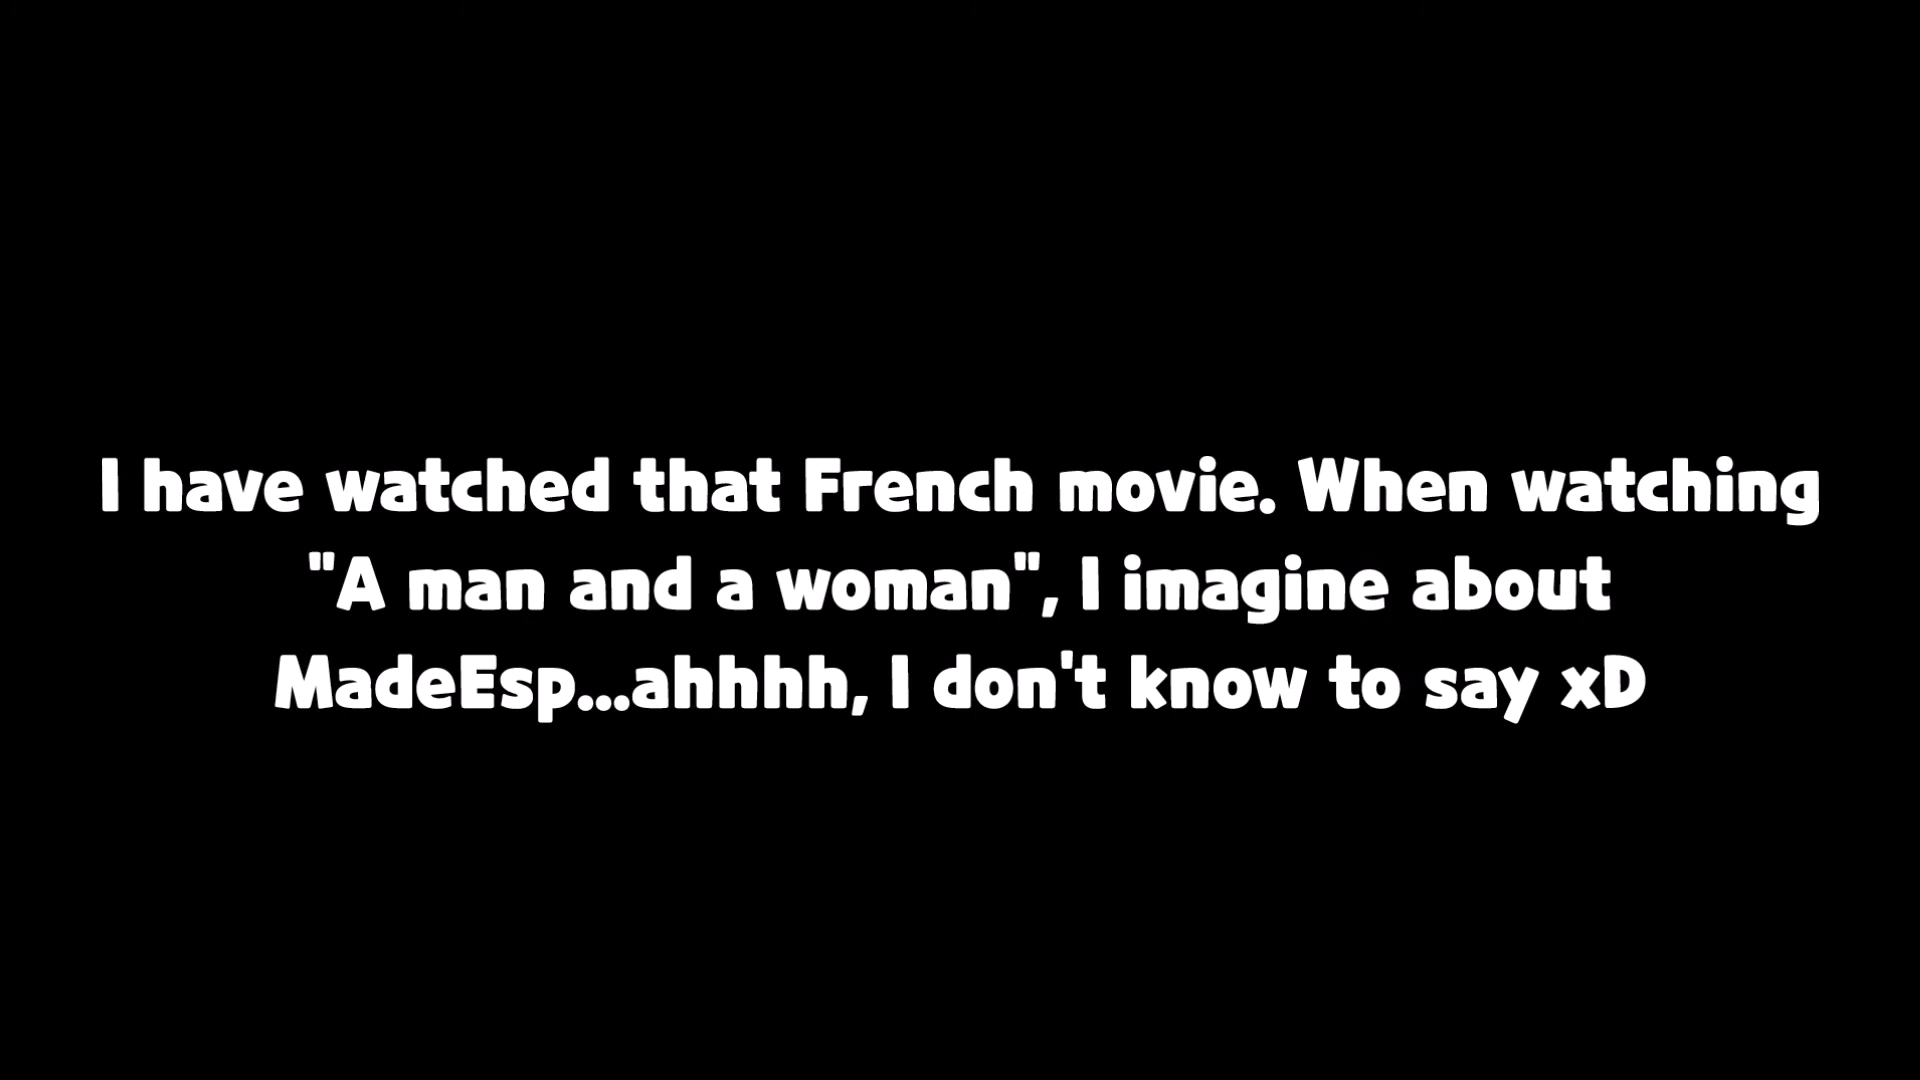 I have watched that French movie. When watching
"A man and a woman", I imagine about
MadeEsp...ahhhh, I don't know to say xD